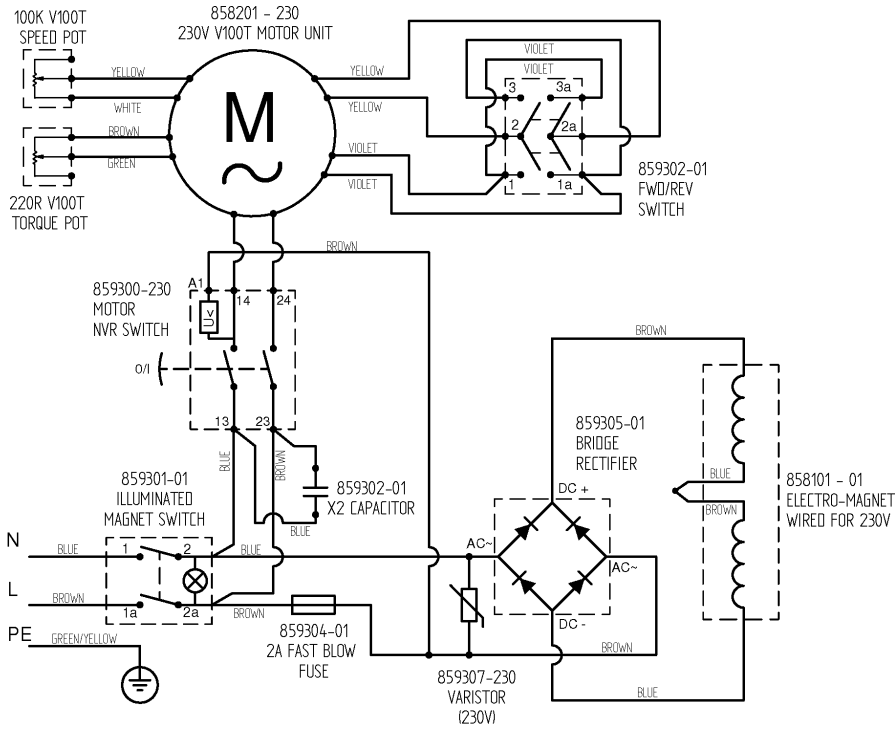 100K V100T
SPEED POT
858201 - 230
230V V100T MOTOR UNIT
YELLOW
WHITE
BROWN
GREEN
220R V100T
TORQUE POT
M
YELLOW
YELLOW
VIOLET
VIOLET
VIOLET
VIOLET
3
3a
2
2a
1
1a
859302-01
FWD/REV
SWITCH
BROWN
859300-230
MOTOR
NVR SWITCH
A1
14
24
U<
O/I
13
23
BLUE
BROWN
859302-01
X2 CAPACITOR
BLUE
859301-01
ILLUMINATED
MAGNET SWITCH
N
BLUE
1
2
BLUE
L
BROWN
1a
2a
BROWN
PE
GREEN/YELLOW
859304-01
2A FAST BLOW
FUSE
859307-230
VARISTOR
(230V)
859305-01
BRIDGE
RECTIFIER
DC +
AC~
AC~
DC -
BROWN
BROWN
BLUE
BLUE
BROWN
858101 - 01
ELECTRO-MAGNET
WIRED FOR 230V